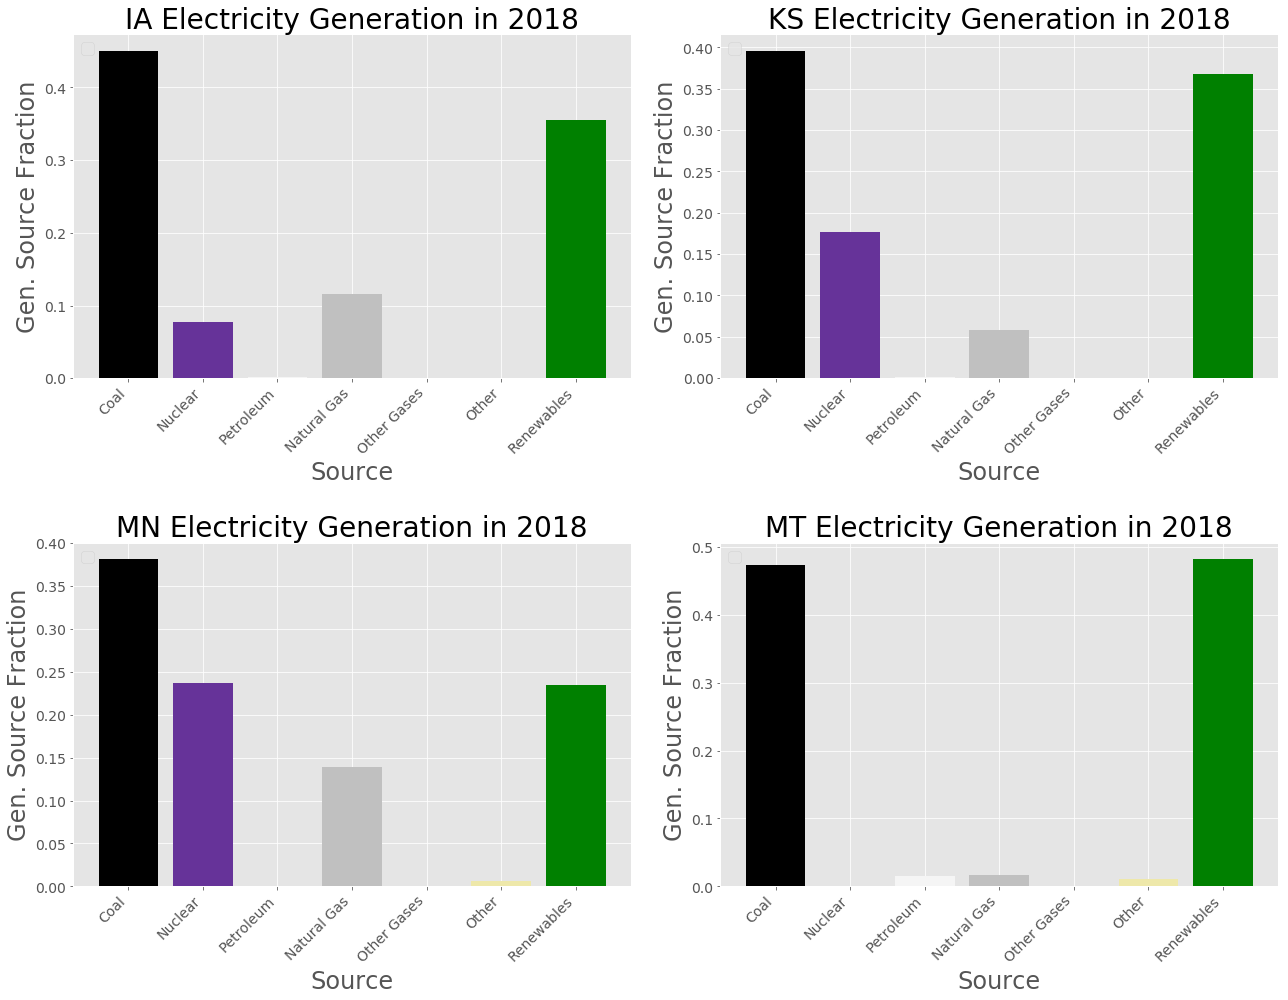 IA Electricity Generation in 2018
Gen. Source Fraction
0.4
0.3
0.2
0.1
0.0
Coal
Nuclear
Petroleum
Natural Gas
Other Gases
Other
Renewables
Source
KS Electricity Generation in 2018
Gen. Source Fraction
0.40
0.35
0.30
0.25
0.20
0.15
0.10
0.05
0.00
Coal
Nuclear
Petroleum
Natural Gas
Other Gases
Other
Renewables
Source
MN Electricity Generation in 2018
Gen. Source Fraction
0.40
0.35
0.30
0.25
0.20
0.15
0.10
0.05
0.00
Coal
Nuclear
Petroleum
Natural Gas
Other Gases
Other
Renewables
Source
MT Electricity Generation in 2018
Gen. Source Fraction
0.5
0.4
0.3
0.2
0.1
0.0
Coal
Nuclear
Petroleum
Natural Gas
Other Gases
Other
Renewables
Source